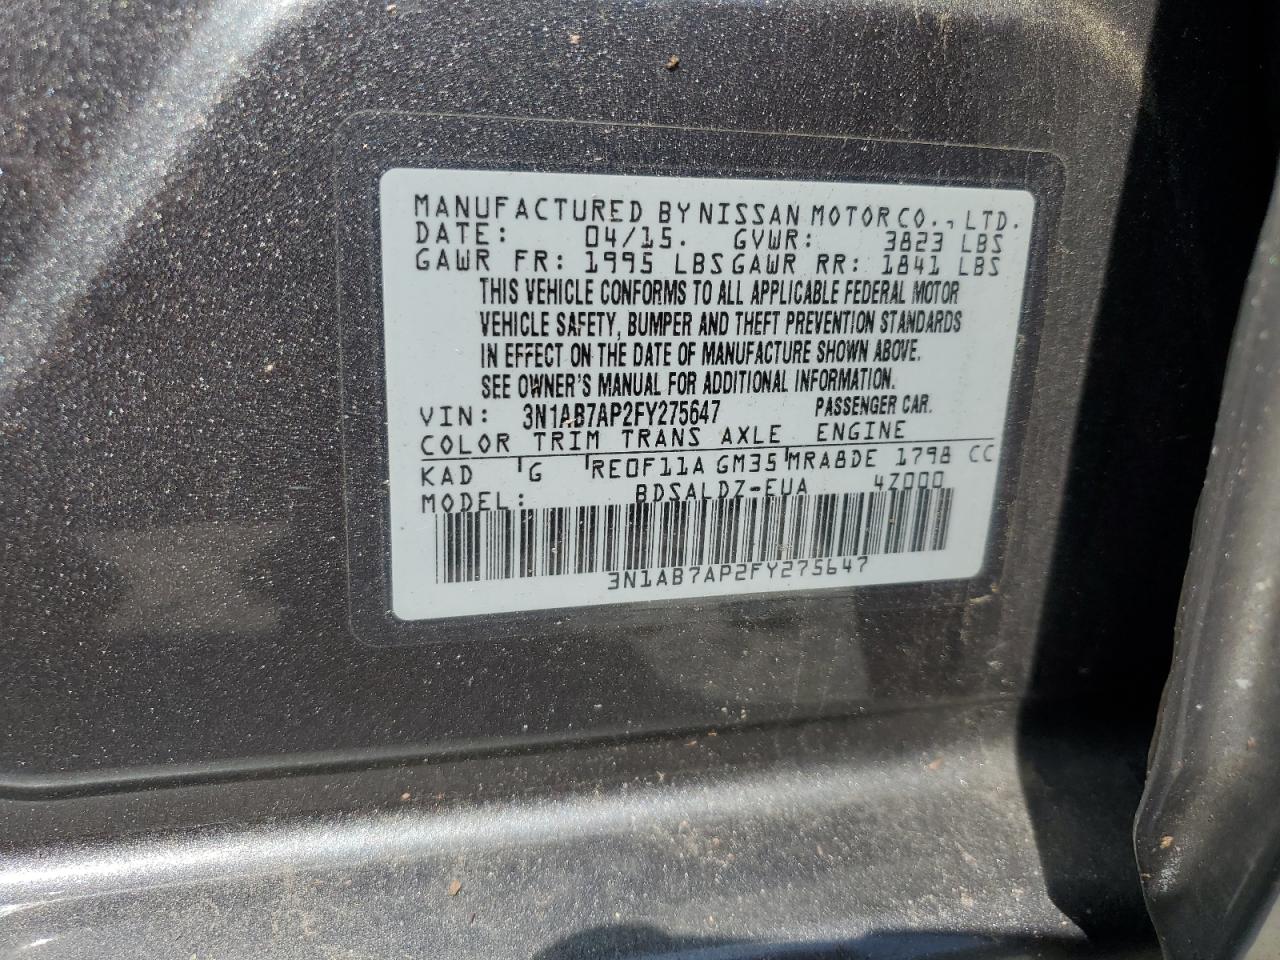 MANUFACTURED BY NISSAN MOTOR CO., LTD.
DATE: 04/15. GVWR: 3823 LBS
GAWR FR: 1995 LBS GAWR RR: 1841 LBS
THIS VEHICLE CONFORMS TO ALL APPLICABLE FEDERAL MOTOR
VEHICLE SAFETY, BUMPER AND THEFT PREVENTION STANDARDS
IN EFFECT ON THE DATE OF MANUFACTURE SHOWN ABOVE.
SEE OWNER'S MANUAL FOR ADDITIONAL INFORMATION.
VIN: 3N1AB7AP2FY275647 PASSENGER CAR.
COLOR TRIM TRANS AXLE ENGINE
KAD G RE0F11A GM35 MRA8DE 1798 CC
MODEL: BDSALDZ-EUA 4Z000
3N1AB7AP2FY275647